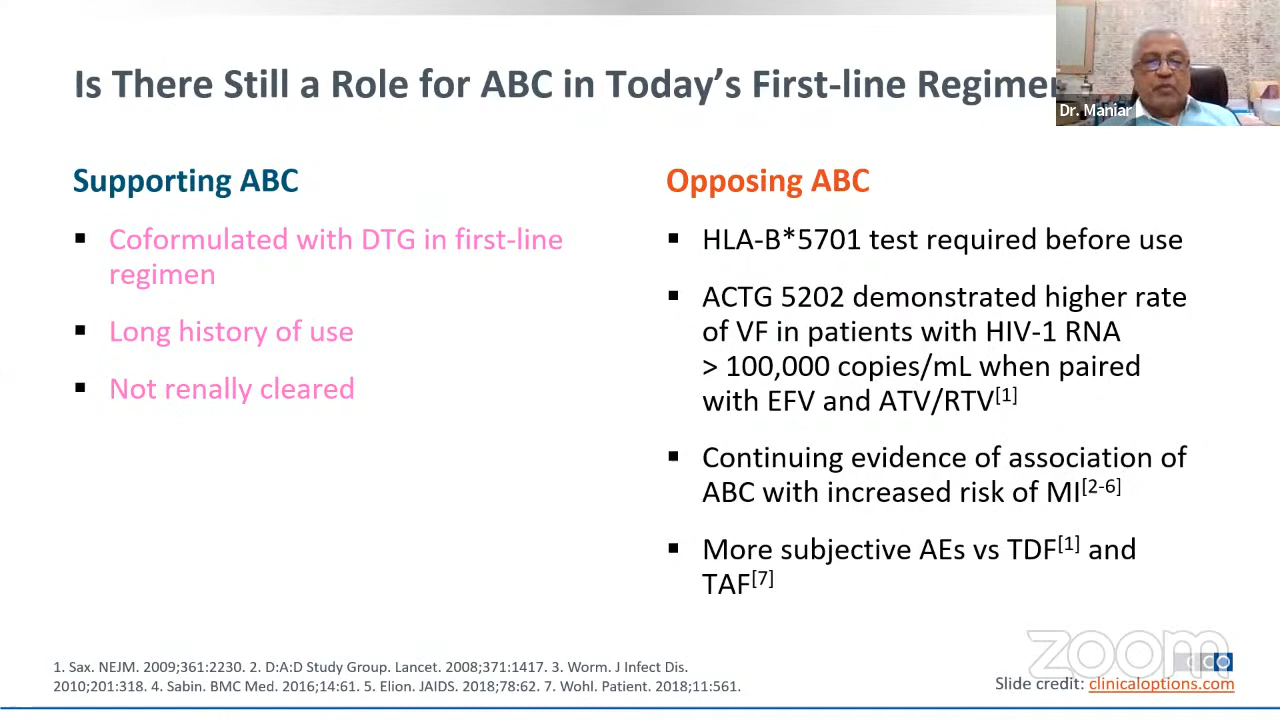 Is There Still a Role for ABC in Today's First-line Regimen
Dr. Maniar
Supporting ABC
▪ Coformulated with DTG in first-line
regimen
▪ Long history of use
▪ Not renally cleared
Opposing ABC
▪ HLA-B*5701 test required before use
▪ ACTG 5202 demonstrated higher rate
of VF in patients with HIV-1 RNA
> 100,000 copies/mL when paired
with EFV and ATV/RTV[1]
▪ Continuing evidence of association of
ABC with increased risk of MI[2-6]
▪ More subjective AEs vs TDF[1] and
TAF[7]
1. Sax. NEJM. 2009;361:2230. 2. D:A:D Study Group. Lancet. 2008;371:1417. 3. Worm. J Infect Dis.
2010;201:318. 4. Sabin. BMC Med. 2016;14:61. 5. Elion. JAIDS. 2018;78:62. 7. Wohl. Patient. 2018;11:561.
zoom
cco
Slide credit: clinicaloptions.com